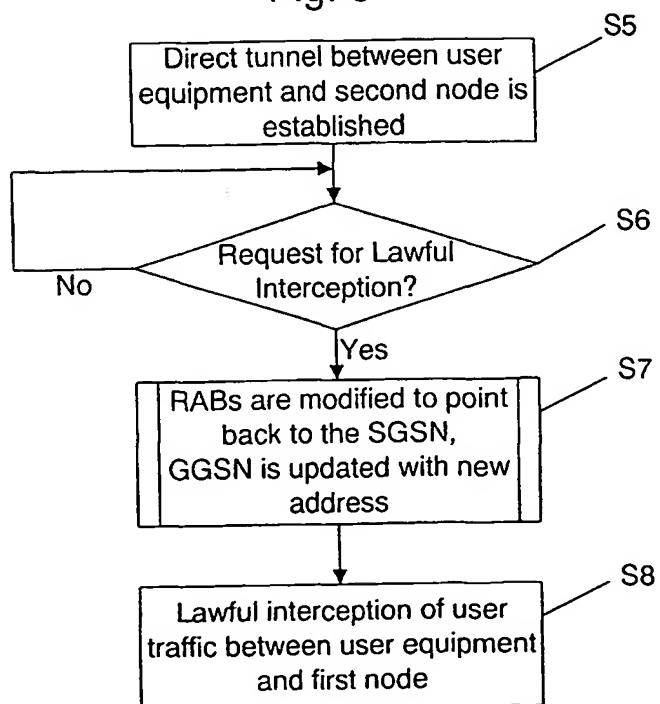 S5
Direct tunnel between user
equipment and second node is
established
S6
Request for Lawful
Interception?
No
Yes
S7
RABs are modified to point
back to the SGSN,
GGSN is updated with new
address
S8
Lawful interception of user
traffic between user equipment
and first node